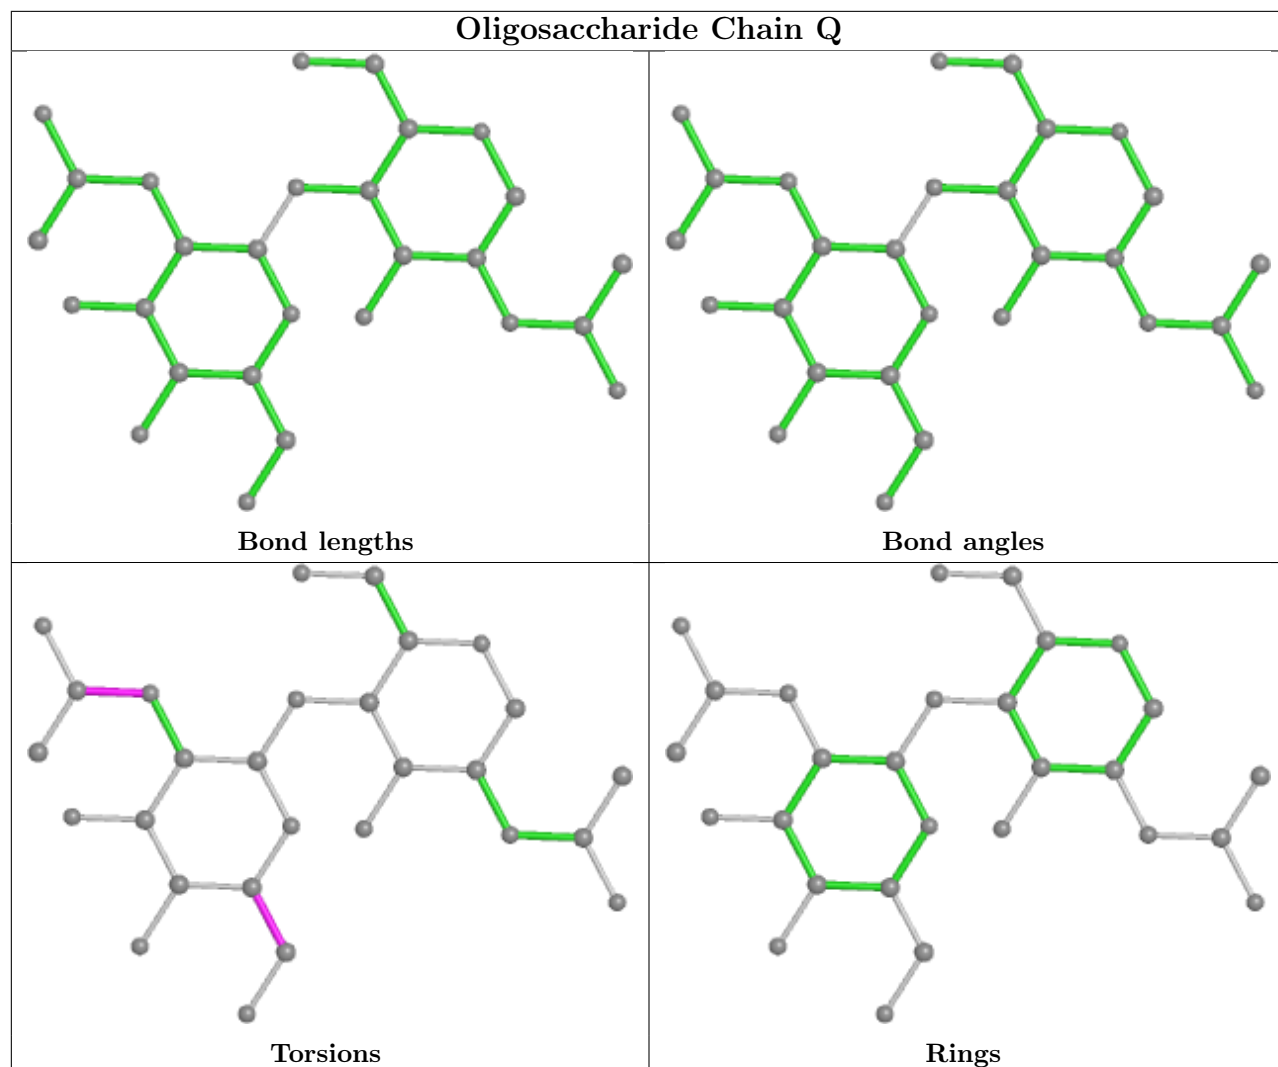 Oligosaccharide Chain Q
Bond lengths
Bond angles
Torsions
Rings